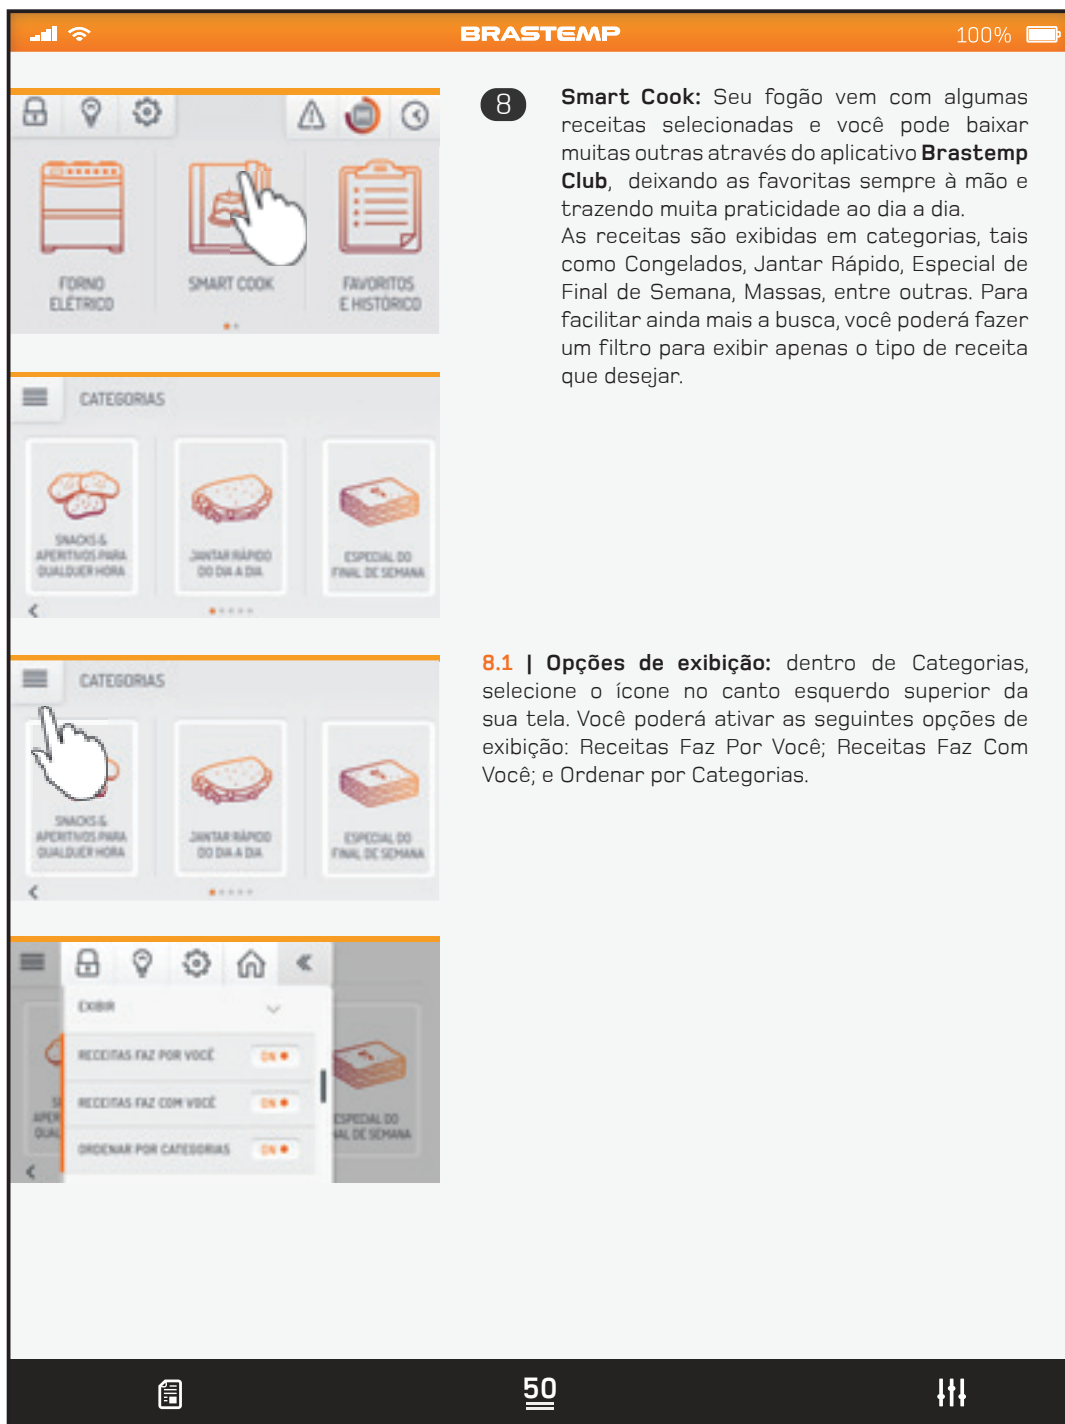 BRASTEMP
100%
FORNO
ELÉTRICO
SMART COOK
FAVORITOS
E HISTÓRICO
8
Smart Cook: Seu fogão vem com algumas
receitas selecionadas e você pode baixar
muitas outras através do aplicativo Brastemp
Club, deixando as favoritas sempre à mão e
trazendo muita praticidade ao dia a dia.
As receitas são exibidas em categorias, tais
como Congelados, Jantar Rápido, Especial de
Final de Semana, Massas, entre outras. Para
facilitar ainda mais a busca, você poderá fazer
um filtro para exibir apenas o tipo de receita
que desejar.
CATEGORIAS
SNACKS &
APERITIVOS PARA
QUALQUER HORA
JANTAR RÁPIDO
DO DIA A DIA
ESPECIAL DO
FINAL DE SEMANA
CATEGORIAS
SNACKS &
APERITIVOS PARA
QUALQUER HORA
JANTAR RÁPIDO
DO DIA A DIA
ESPECIAL DO
FINAL DE SEMANA
8.1 | Opções de exibição: dentro de Categorias,
selecione o ícone no canto esquerdo superior da
sua tela. Você poderá ativar as seguintes opções de
exibição: Receitas Faz Por Você; Receitas Faz Com
Você; e Ordenar por Categorias.
EXIBIR
RECEITAS FAZ POR VOCÊ ON
RECEITAS FAZ COM VOCÊ ON
ORDENAR POR CATEGORIAS ON
ESPECIAL DO
NAL DE SEMANA
50